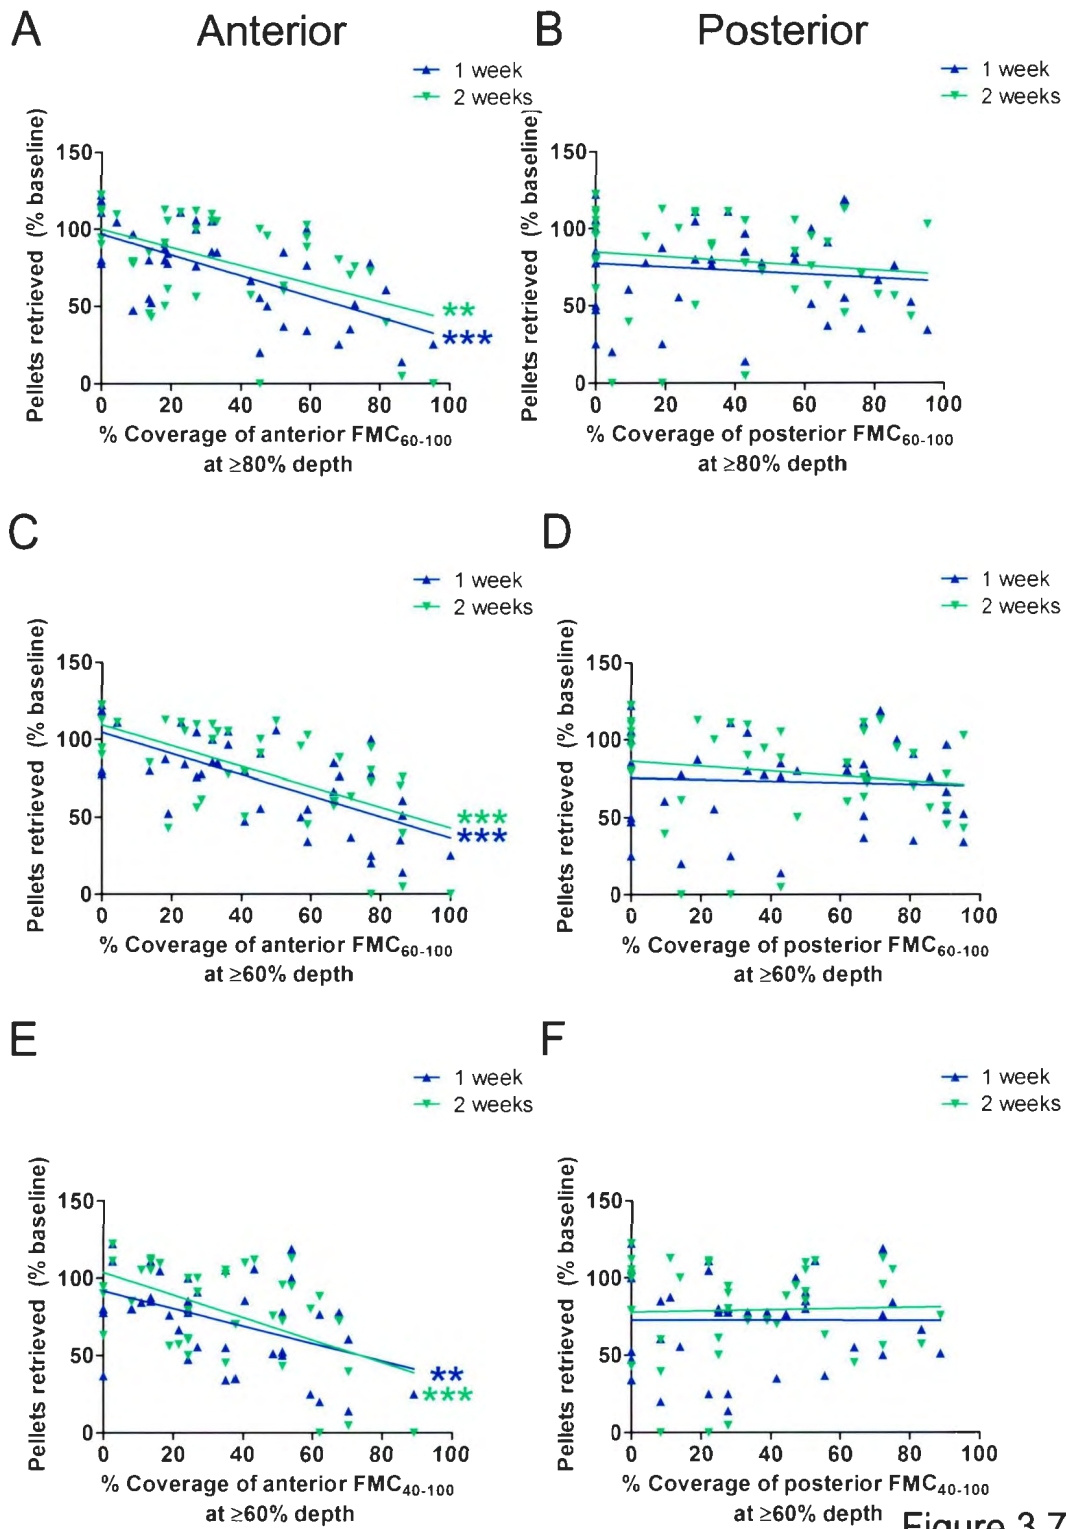 A Anterior
B Posterior
1 week
2 weeks
Pellets retrieved (% baseline)
150
100
50
0
0 20 40 60 80 100
**
***
% Coverage of anterior FMC60-100
at ≥80% depth
1 week
2 weeks
Pellets retrieved (% baseline)
150
100
50
0
0 20 40 60 80 100
% Coverage of posterior FMC60-100
at ≥80% depth
C
1 week
2 weeks
Pellets retrieved (% baseline)
150
100
50
0
0 20 40 60 80 100
***
***
% Coverage of anterior FMC60-100
at ≥60% depth
D
1 week
2 weeks
Pellets retrieved (% baseline)
150
100
50
0
0 20 40 60 80 100
% Coverage of posterior FMC60-100
at ≥60% depth
E
1 week
2 weeks
Pellets retrieved (% baseline)
150
100
50
0
0 20 40 60 80 100
**
***
% Coverage of anterior FMC40-100
at ≥60% depth
F
1 week
2 weeks
Pellets retrieved (% baseline)
150
100
50
0
0 20 40 60 80 100
% Coverage of posterior FMC40-100
at ≥60% depth
Figure 3.7